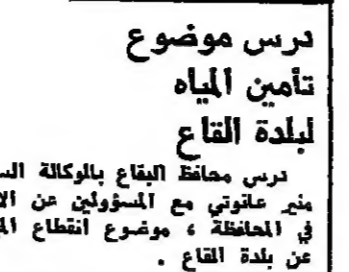 درس موضوع
تأمين المياه
لبلدة القاع
درس محافظ البقاع بالوكالة
منير عانوتي مع المسؤولين عن
في المحافظة ، موضوع انقطاع
عن بلدة القاع .